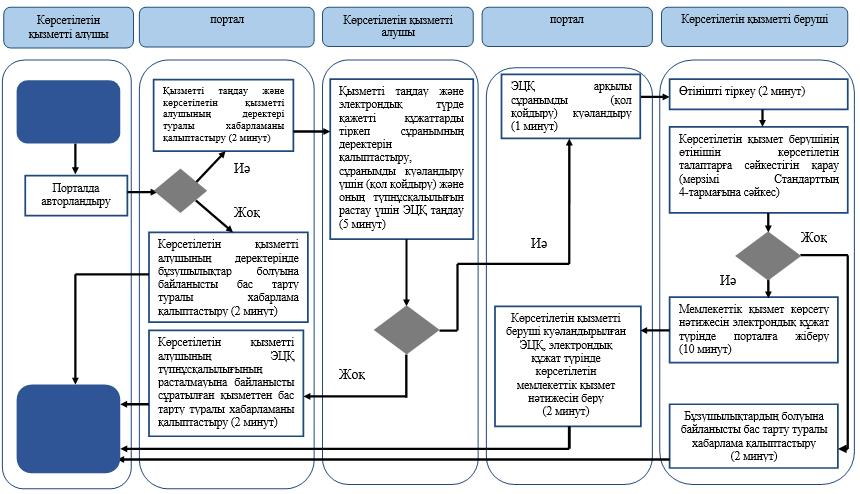 Көрсетілетін
қызметті алушы
портал
Көрсетілетін қызметті
алушы
портал
Көрсетілетін қызметті беруші
Порталда
авторландыру
Қызметті таңдау және
көрсетілетін қызметті
алушының деректері
туралы хабарламаны
қалыптастыру (2 минут)
Иә
Жоқ
Көрсетілетін қызметті
алушының деректерінде
бұзушылықтар болуына
байланысты бас тарту
туралы хабарлама
қалыптастыру (2 минут)
Көрсетілетін қызметті
алушының ЭЦҚ
түпнұсқалылығының
расталмауына байланысты
сұратылған қызметтен бас
тарту туралы хабарламаны
қалыптастыру (2 минут)
Қызметті таңдау және
электрондық түрде
қажетті құжаттарды
тіркеп сұранымның
деректерін
қалыптастыру,
сұранымды куәландыру
үшін (қол қойдыру) және
оның түпнұсқалылығын
растау үшін ЭЦҚ таңдау
(5 минут)
Иә
Жоқ
ЭЦҚ арқылы
сұранымды (қол
қойдыру) куәландыру
(1 минут)
Көрсетілетін қызметті
беруші куәландырылған
ЭЦҚ, электрондық
құжат түрінде
көрсетілетін
мемлекеттік қызмет
нәтижесін беру
(2 минут)
Өтінішті тіркеу (2 минут)
Көрсетілетін қызмет берушінің
өтінішін көрсетілетін
талаптарға сәйкестігін қарау
(мерзімі Стандарттың
4-тармағына сәйкес)
Жоқ
Иә
Мемлекеттік қызмет көрсету
нәтижесін электрондық құжат
түрінде порталға жіберу
(10 минут)
Бұзушылықтардың болуына
байланысты бас тарту туралы
хабарлама қалыптастыру
(2 минут)